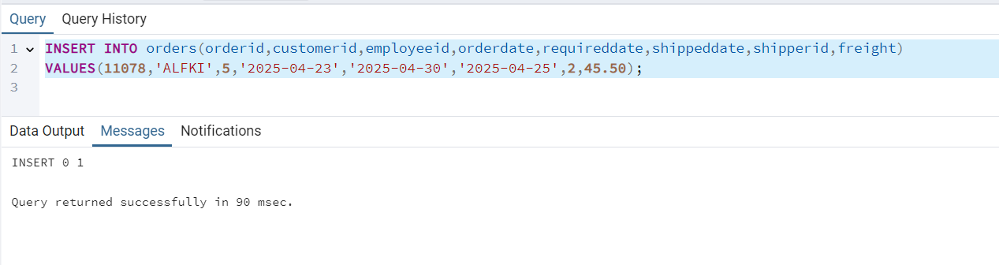 Query Query History
1 INSERT INTO orders(orderid,customerid,employeeid,orderdate,requireddate,shippeddate,shipperid,freight)
2 VALUES(11078,'ALFKI',5,'2025-04-23','2025-04-30','2025-04-25',2,45.50);
3
Data Output Messages Notifications
INSERT 0 1
Query returned successfully in 90 msec.